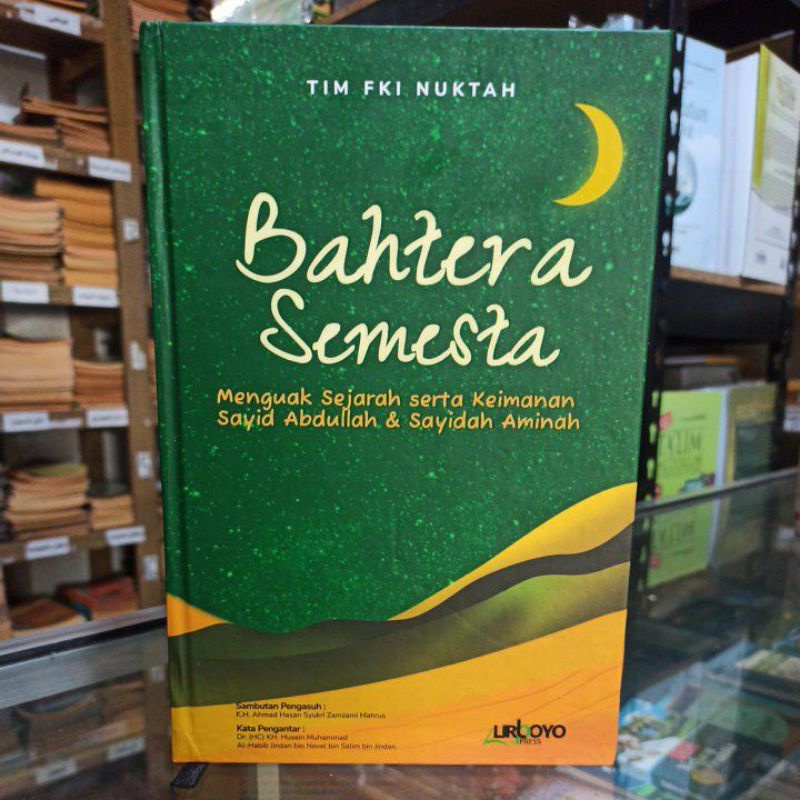 TIM FKI NUKTAH
Bahtera
Semesta
Menguak Sejarah serta Keimanan
Sayid Abdullah & Sayidah Aminah
Sambutan Pengasuh :
K.H. Ahmad Hasan Syukri Zamzami Mahrus
Kata Pengantar :
Dr. (HC) KH. Husein Muhammad
Al-Habib Jindan bin Novel bin Salim bin Jindan
LIRBOYO
PRESS